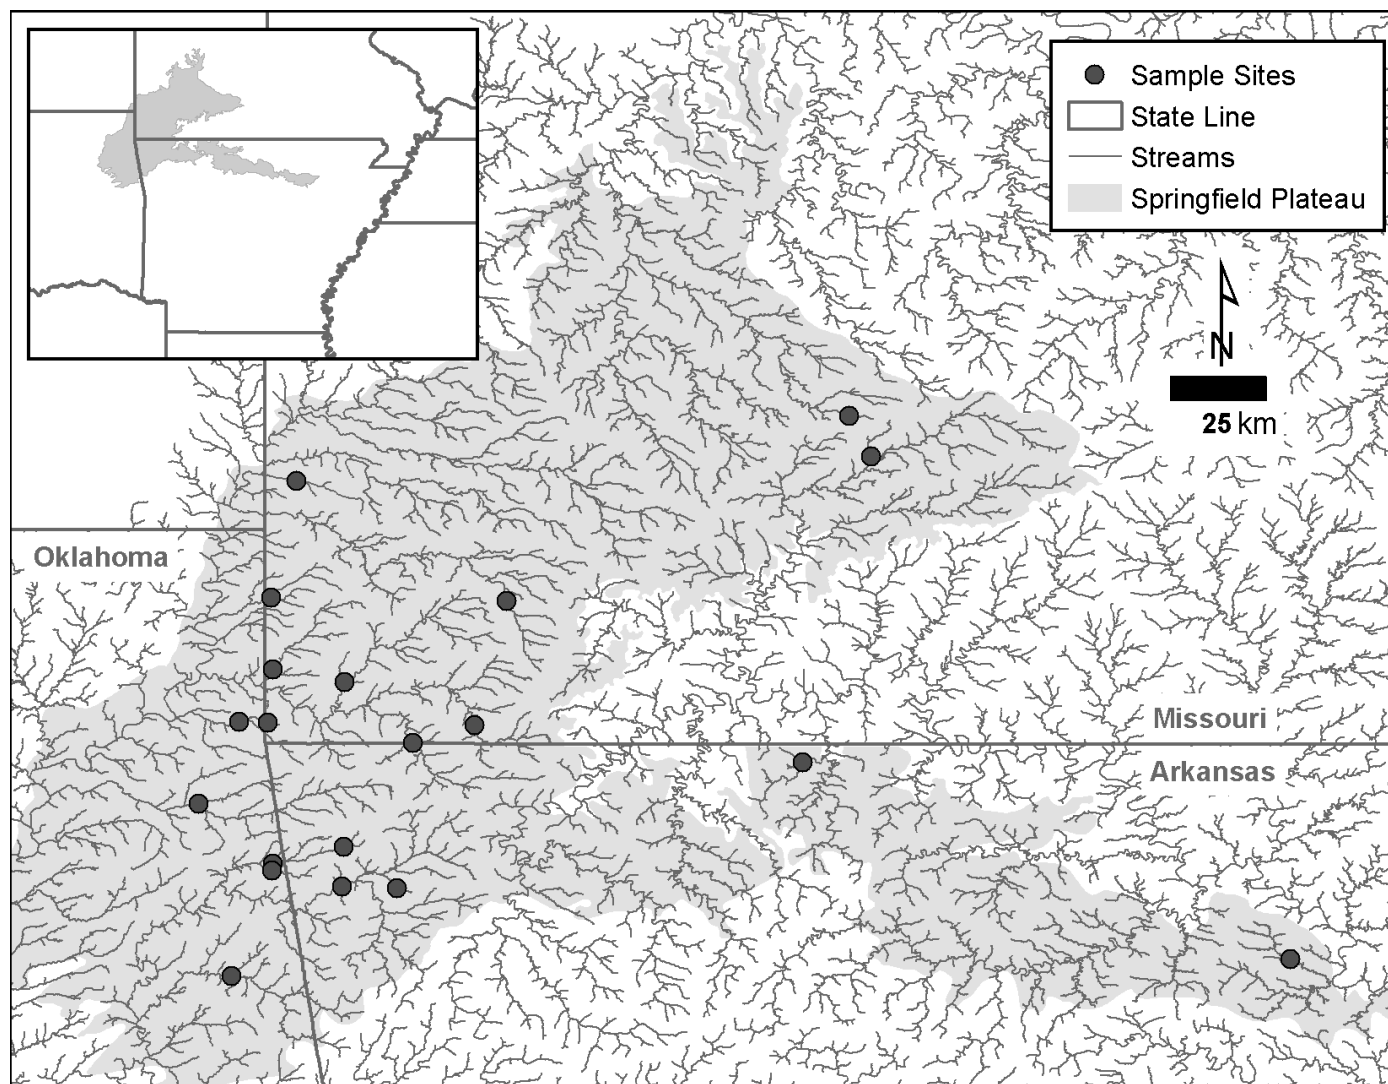 Sample Sites
State Line
Streams
Springfield Plateau
N
25 km
Oklahoma
Missouri
Arkansas